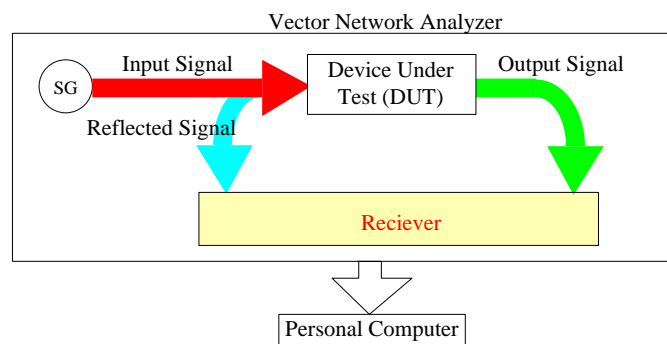 Vector Network Analyzer
Input Signal
SG
Device Under
Test (DUT)
Output Signal
Reflected Signal
Reciever
Personal Computer